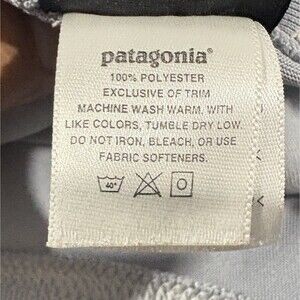 patagonia®
100% POLYESTER
EXCLUSIVE OF TRIM
MACHINE WASH WARM, WITH
LIKE COLORS, TUMBLE DRY LOW.
DO NOT IRON, BLEACH, OR USE
FABRIC SOFTENERS.
40°